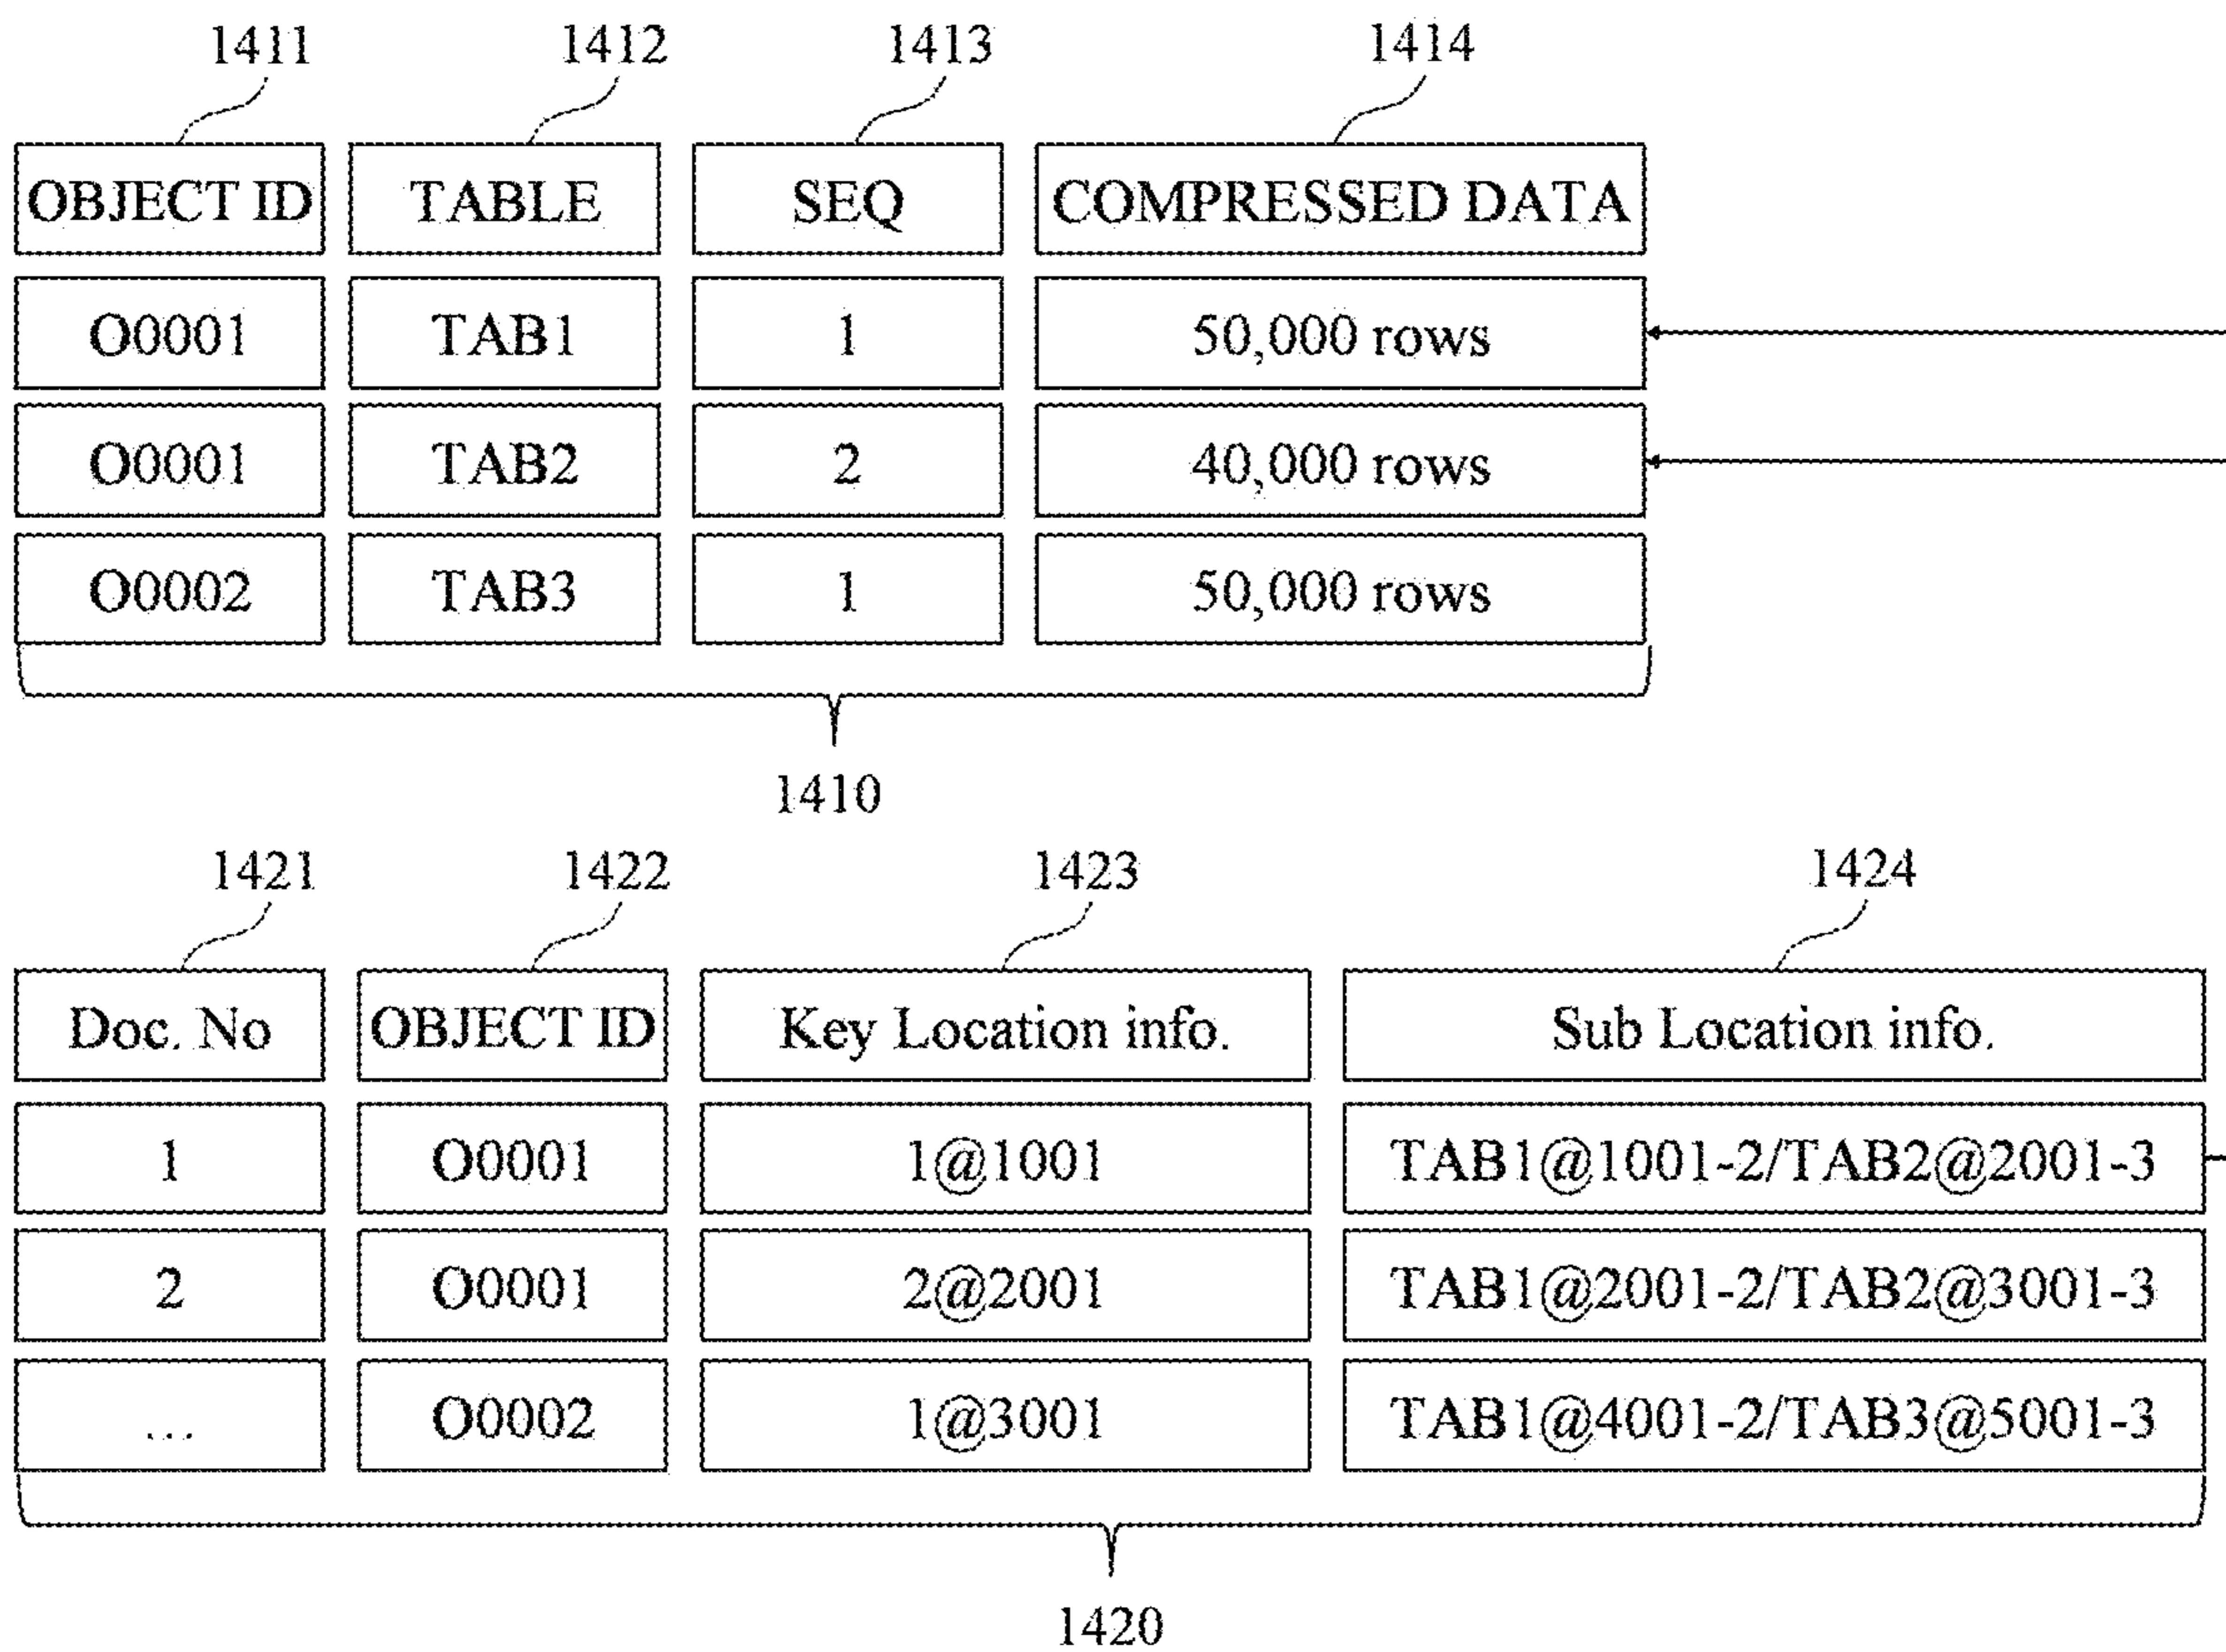 1411 1412 1413 1414
OBJECT ID TABLE SEQ COMPRESSED DATA
O0001 TAB1 1 50,000 rows
O0001 TAB2 2 40,000 rows
O0002 TAB3 1 50,000 rows
1410
1421 1422 1423 1424
Doc. No OBJECT ID Key Location info. Sub Location info.
1 O0001 1@1001 TAB1@1001-2/TAB2@2001-3
2 O0001 2@2001 TAB1@2001-2/TAB2@3001-3
... O0002 1@3001 TAB1@4001-2/TAB3@5001-3
1420